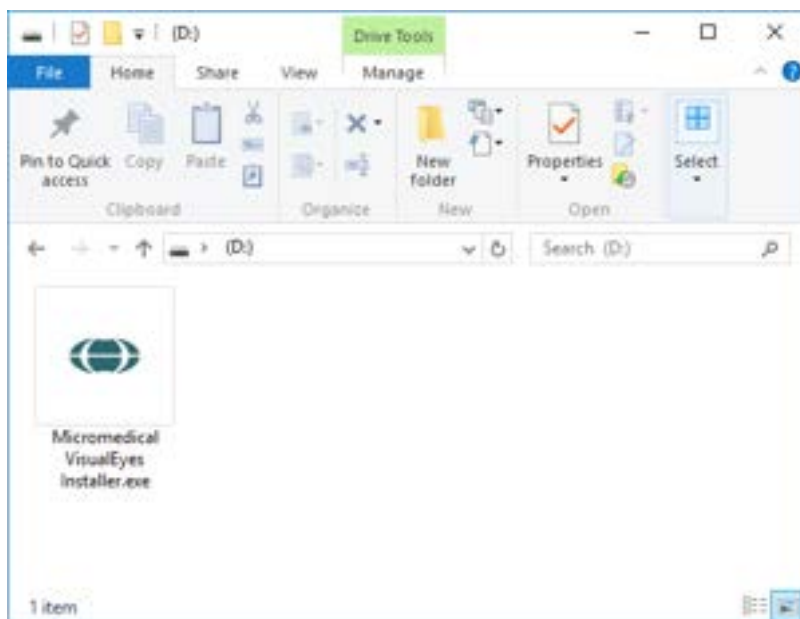 (D:)
Drive Tools
File
Home
Share
View
Manage
Pin to Quick
access
Copy
Paste
Clipboard
Organize
New
folder
New
Properties
Open
Select
(D:)
Search (D:)
Micromedical
VisualEyes
Installer.exe
1 item